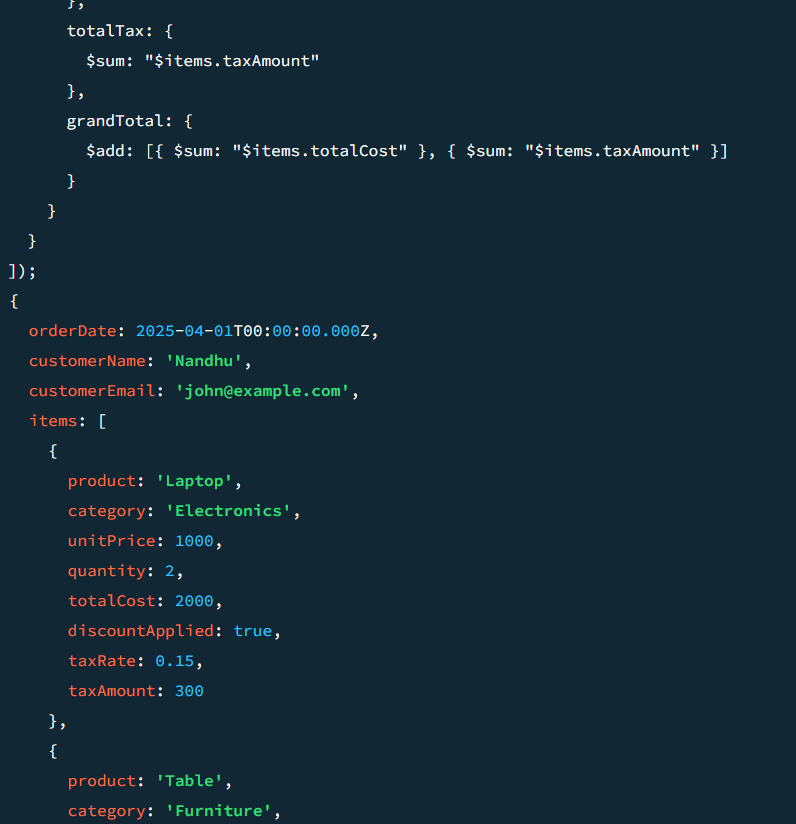 },
totalTax: {
$sum: "$items.taxAmount"
},
grandTotal: {
$add: [{ $sum: "$items.totalCost" }, { $sum: "$items.taxAmount" }]
}
}
}
]);
{
orderDate: 2025-04-01T00:00:00.000Z,
customerName: 'Nandhu',
customerEmail: 'john@example.com',
items: [
{
product: 'Laptop',
category: 'Electronics',
unitPrice: 1000,
quantity: 2,
totalCost: 2000,
discountApplied: true,
taxRate: 0.15,
taxAmount: 300
},
{
product: 'Table',
category: 'Furniture',